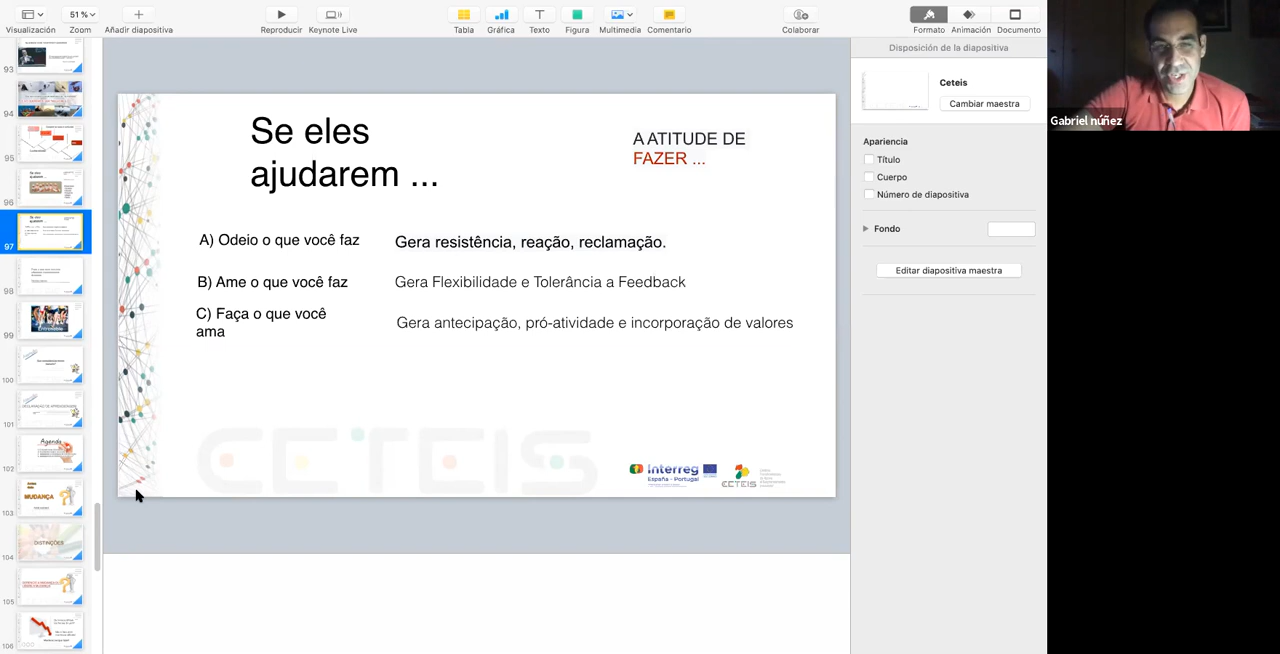 51 %
Visualización
Zoom
Añadir diapositiva
Reproducir
Keynote Live
Tabla
Gráfica
Texto
Figura
Multimedia
Comentario
Colaborar
Formato
Animación
Documento
Disposición de la diapositiva
Ceteis
Cambiar maestra
Apariencia
Título
Cuerpo
Número de diapositiva
Fondo
Editar diapositiva maestra
Gabriel núñez
93
94
95
96
97
98
99
100
101
102
103
104
105
106
Agenda
MUDANÇA
DISTINÇÕES
Se eles
ajudarem ...
A ATITUDE DE
FAZER ...
A) Odeio o que você faz
Gera resistência, reação, reclamação.
B) Ame o que você faz
Gera Flexibilidade e Tolerância a Feedback
C) Faça o que você
ama
Gera antecipação, pró-atividade e incorporação de valores
CETEIS
Interreg
España - Portugal
CETEIS